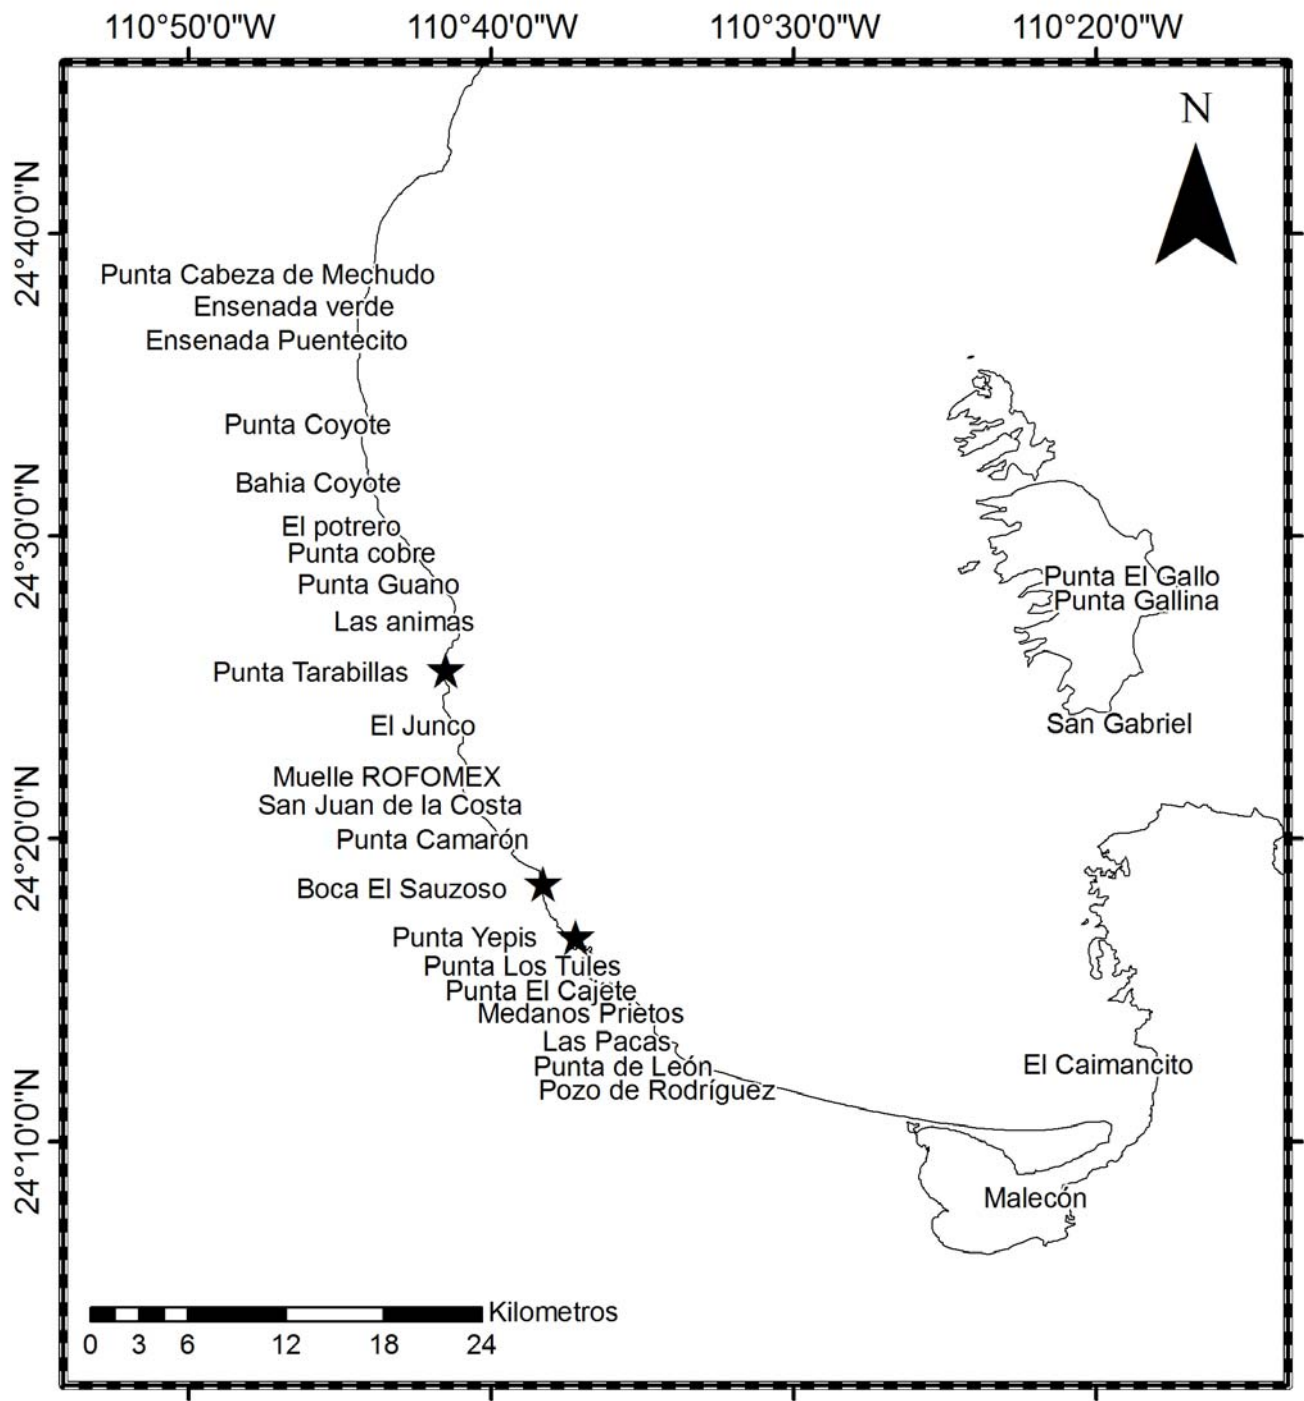 110°50'0"W 110°40'0"W 110°30'0"W 110°20'0"W
N
24°40'0"N
Punta Cabeza de Mechudo
Ensenada verde
Ensenada Puentecito
Punta Coyote
Bahia Coyote
El potrero
24°30'0"N
Punta cobre
Punta Guano
Punta El Gallo
Punta Gallina
Las animas
Punta Tarabillas
El Junco
San Gabriel
Muelle ROFOMEX
San Juan de la Costa
24°20'0"N
Punta Camarón
Boca El Sauzoso
Punta Yepis
Punta Los Tules
Punta El Cajete
Medanos Prietos
Las Pacas
Punta de León
El Caimancito
Pozo de Rodríguez
24°10'0"N
Malecón
Kilometros
0 3 6 12 18 24